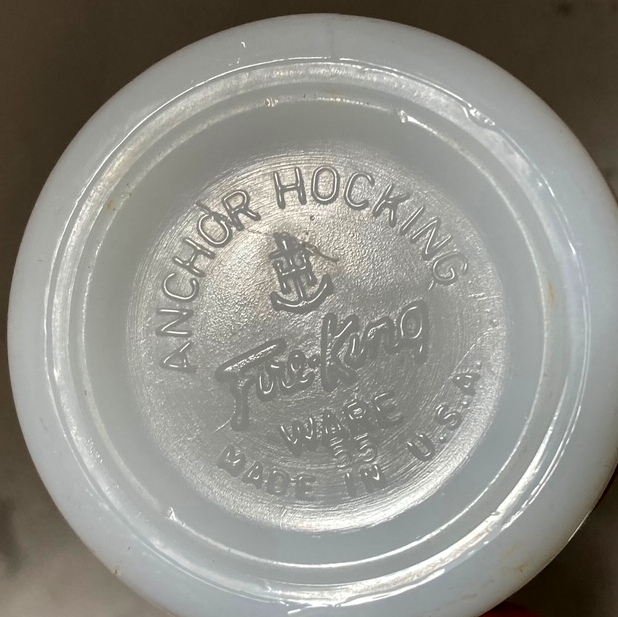 ANCHOR HOCKING
Fire-King
WARE
55
MADE IN U.S.A.